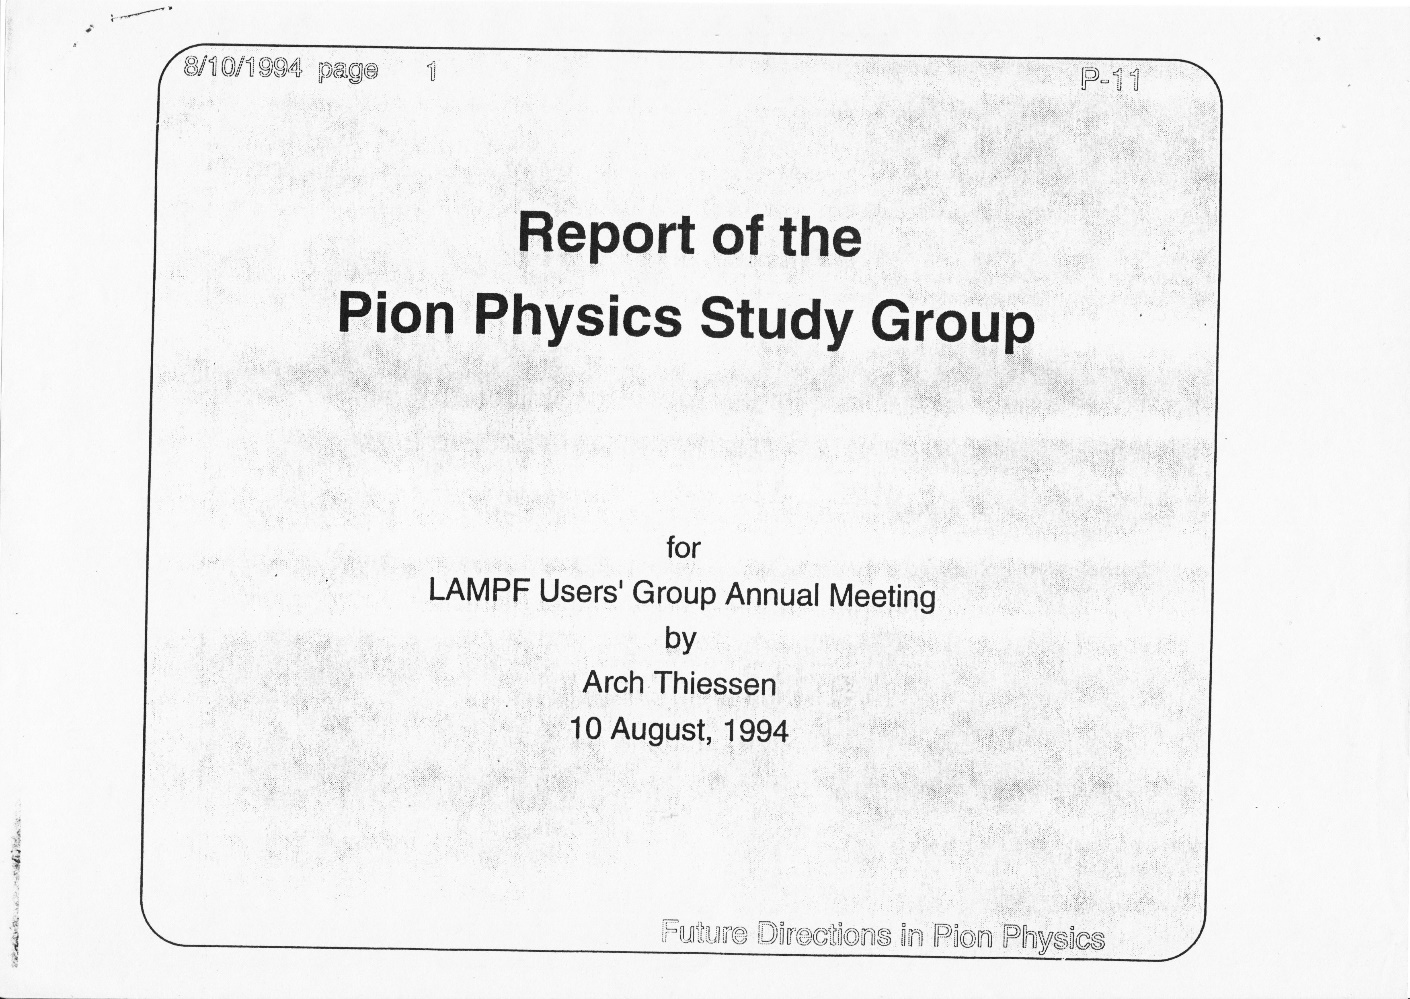 8/10/1994 page 1 P-11
Report of the
Pion Physics Study Group
for
LAMPF Users' Group Annual Meeting
by
Arch Thiessen
10 August, 1994
Future Directions in Pion Physics